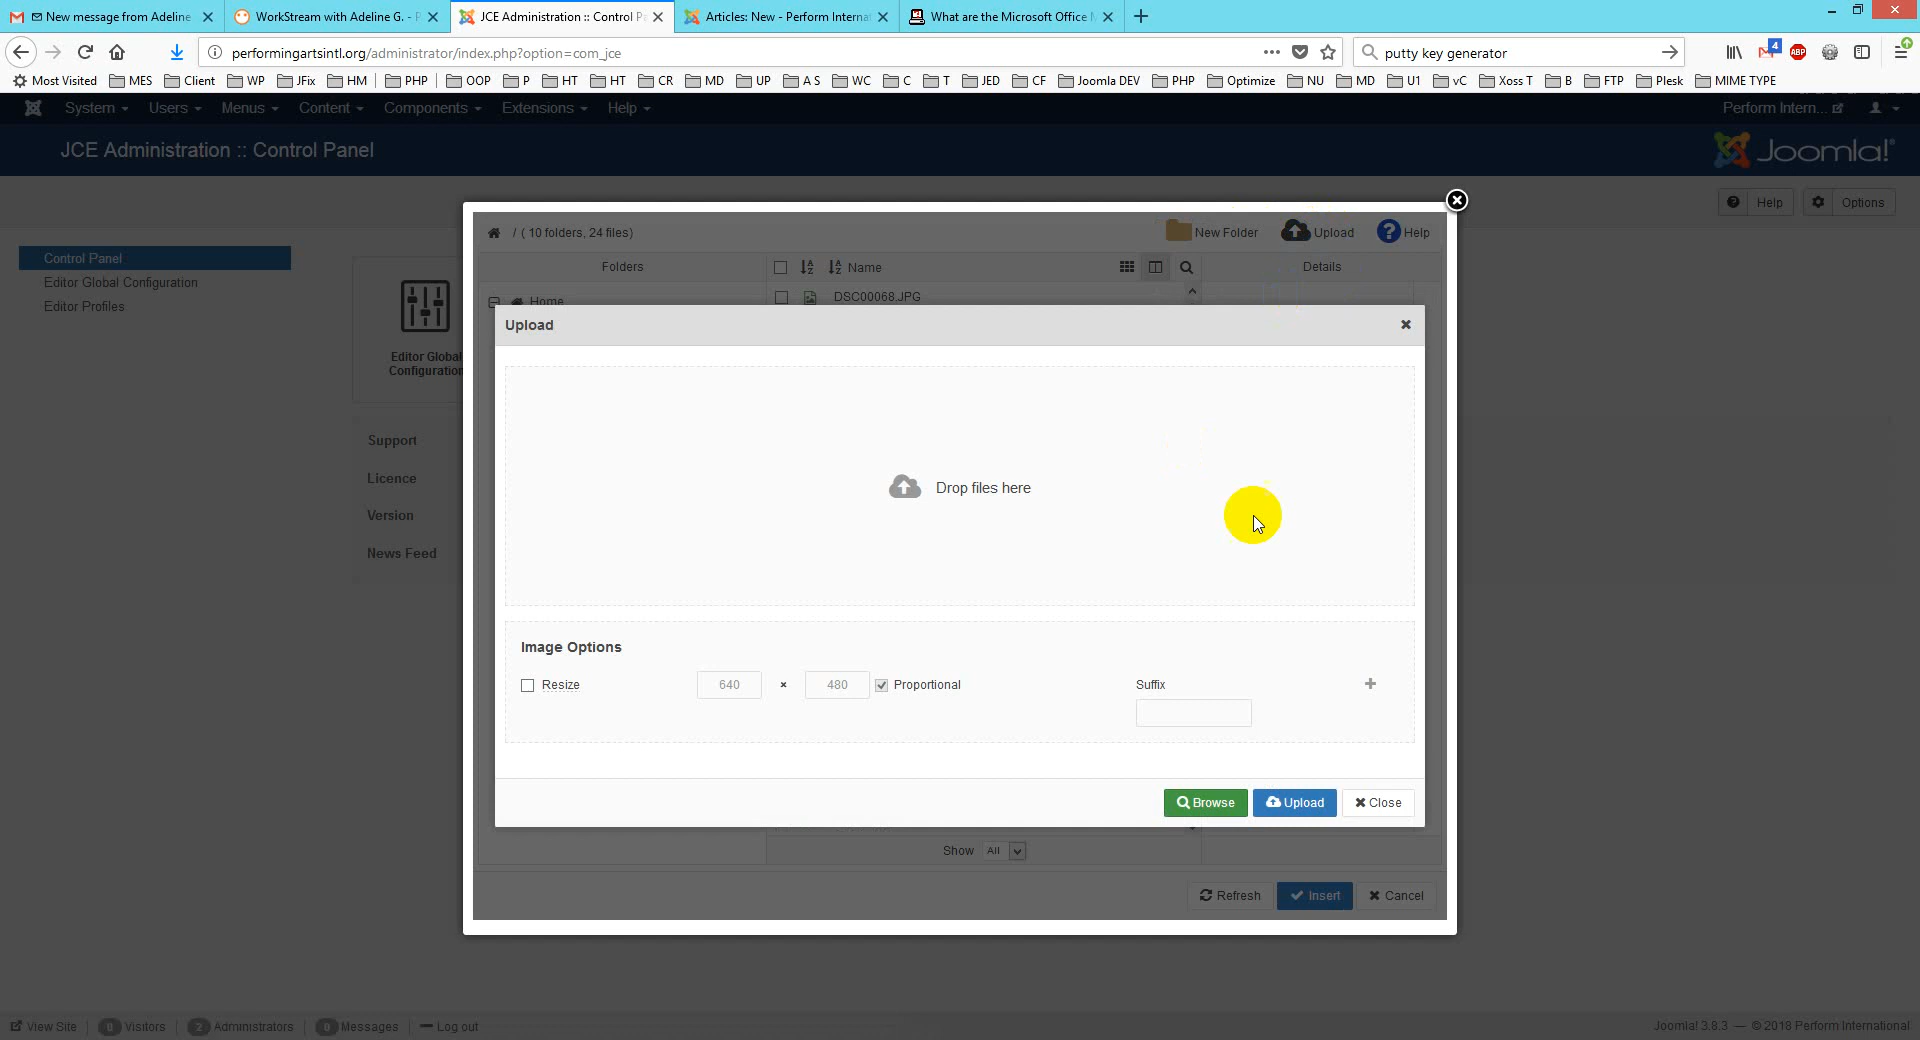 New message from Adeline
WorkStream with Adeline G. - P
JCE Administration :: Control P
Articles: New - Perform Interna
What are the Microsoft Office M
performingartsintl.org/administrator/index.php?option=com_jce
putty key generator
4
ABP
Most Visited MES Client WP JFix HM PHP OOP P HT HT CR MD UP A S WC C T JED CF Joomla DEV PHP Optimize NU MD U1 vC Xoss T B FTP Plesk MIME TYPE
System Users Menus Content Components Extensions Help
Perform Intern...
JCE Administration :: Control Panel
Joomla!®
Help
Options
Control Panel
Editor Global Configuration
Editor Profiles
Editor Global
Configuration
Support
Licence
Version
News Feed
/ ( 10 folders, 24 files)
New Folder
Upload
Help
Folders
Name
Details
Home
DSC00068.JPG
Upload
Drop files here
Image Options
Resize
640
×
480
Proportional
Suffix
Browse
Upload
Close
Show All
Refresh
Insert
Cancel
View Site
0 Visitors
2 Administrators
0 Messages
Log out
Joomla! 3.8.3 — © 2018 Perform International